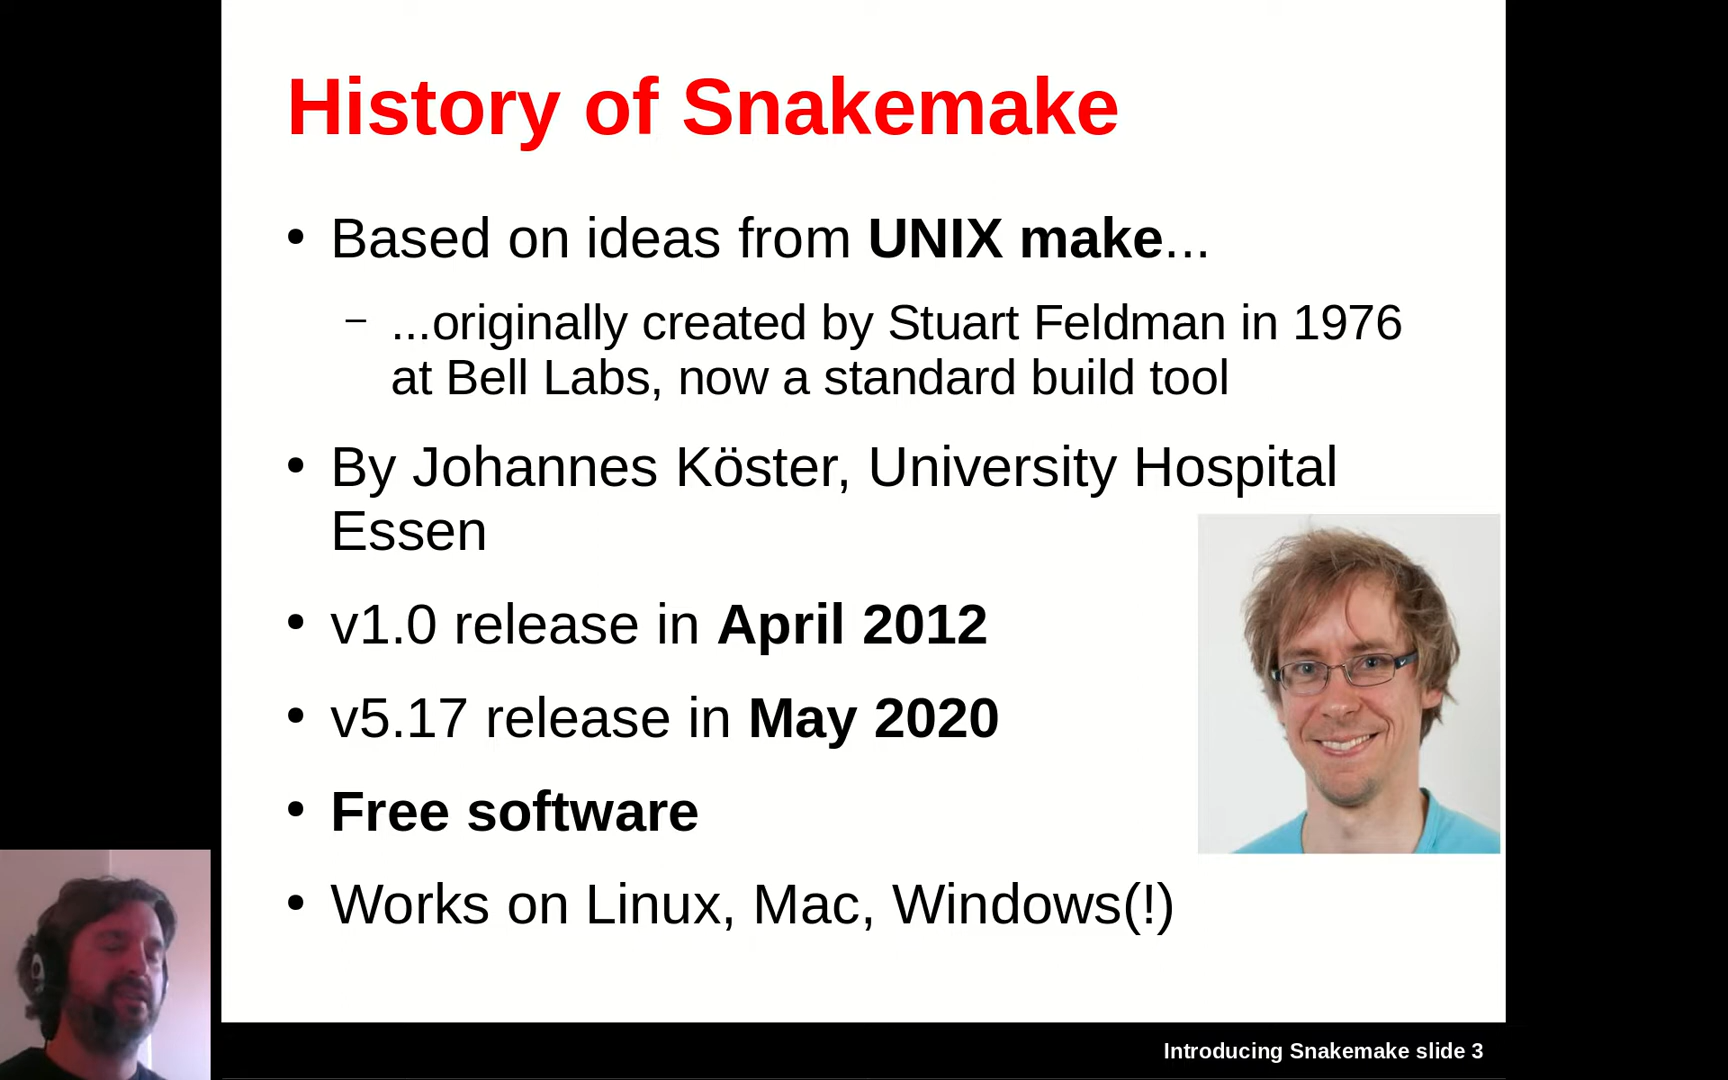 History of Snakemake
• Based on ideas from UNIX make...
– ...originally created by Stuart Feldman in 1976
at Bell Labs, now a standard build tool
• By Johannes Köster, University Hospital
Essen
• v1.0 release in April 2012
• v5.17 release in May 2020
• Free software
• Works on Linux, Mac, Windows(!)
Introducing Snakemake slide 3